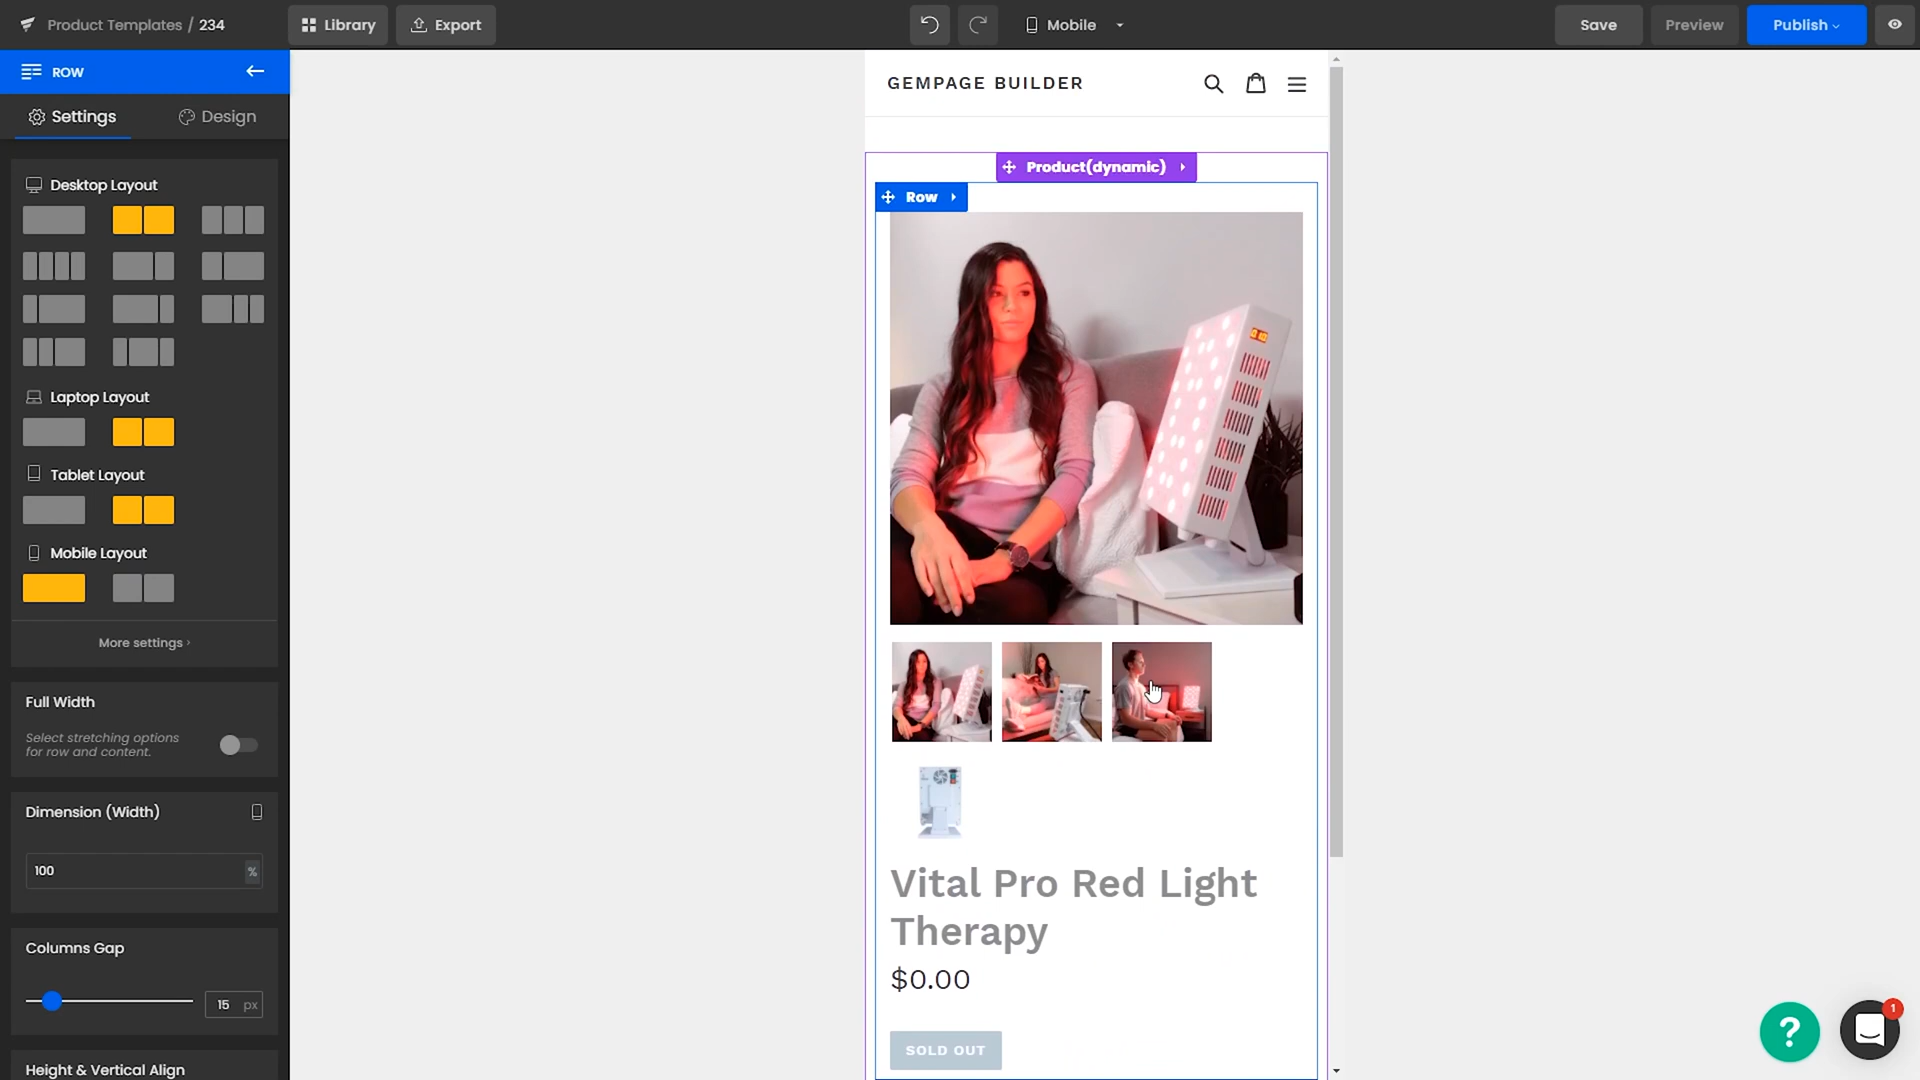 Product Templates / 234
Library
Export
Mobile
Save
Preview
Publish
ROW
Settings
Design
Desktop Layout
Laptop Layout
Tablet Layout
Mobile Layout
More settings ›
Full Width
Select stretching options
for row and content.
Dimension (Width)
100 %
Columns Gap
15 px
Height & Vertical Align
GEMPAGE BUILDER
Product(dynamic)
Row
Vital Pro Red Light
Therapy
$0.00
SOLD OUT
?
1